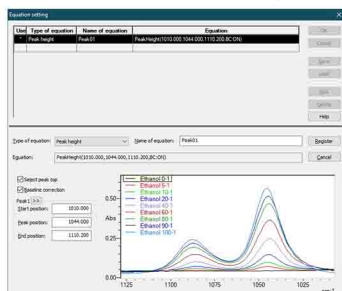 Equation setting
Use Type of equation Name of equation Equation
* Peak height Peak01 PeakHeight(1010.000,1044.000,1110.200,BC:ON)
OK
Cancel
Save
Load
Delete
Help
Type of equation: Peak height Name of equation: Peak01 Register
Equation: PeakHeight(1010.000,1044.000,1110.200,BC:ON) Cancel
Select peak top
Baseline correction
Peak1 >>
Start position: 1010.000
Peak position: 1044.000
End position: 1110.200
Ethanol 0-1
Ethanol 5-1
Ethanol 10-1
Ethanol 20-1
Ethanol 40-1
Ethanol 60-1
Ethanol 80-1
Ethanol 90-1
Ethanol 100-1
0.50
Abs
0.25
0.00
1125 1100 1075 1050 1025
cm-1